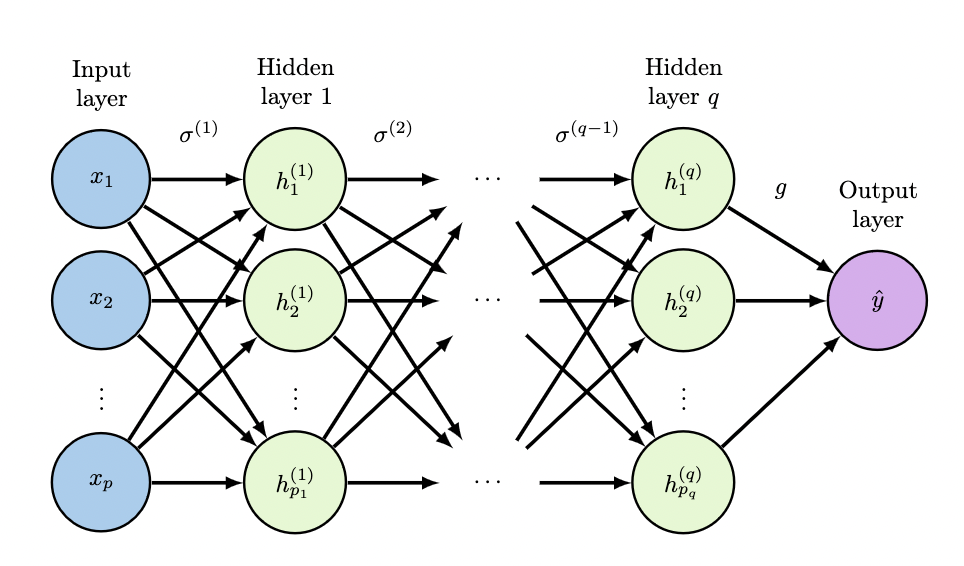 Input
layer
Hidden
layer 1
Hidden
layer q
Output
layer
σ^(1)
σ^(2)
σ^(q−1)
g
x_1
h_1^(1)
···
h_1^(q)
x_2
h_2^(1)
···
h_2^(q)
ŷ
⋮
⋮
⋮
x_p
h_{p_1}^(1)
···
h_{p_q}^(q)